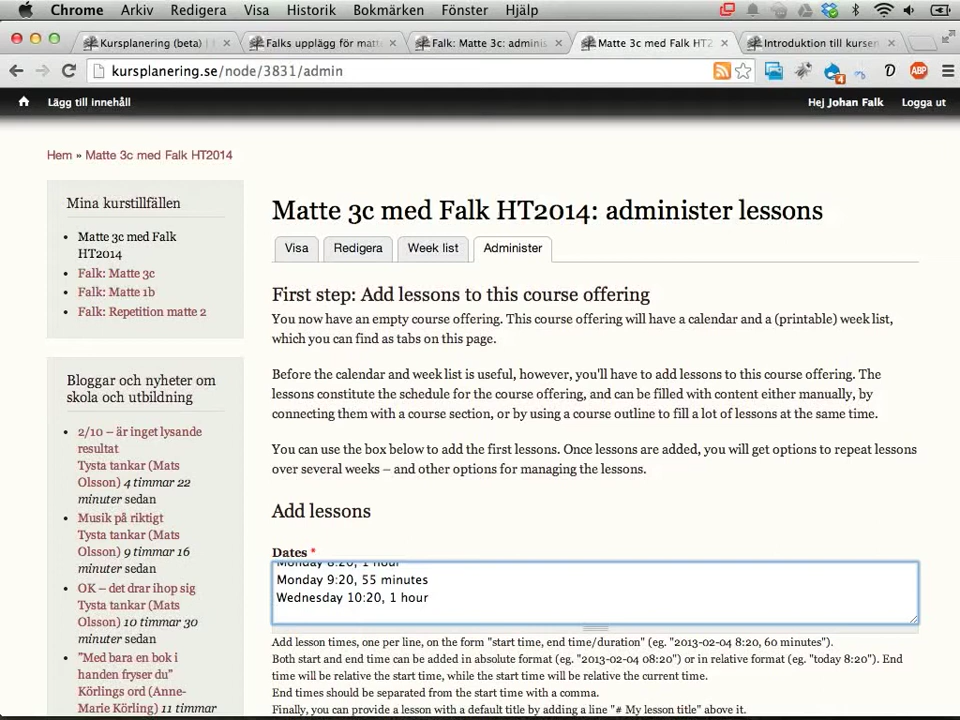 Chrome Arkiv Redigera Visa Historik Bokmärken Fönster Hjälp
Kursplanering (beta) |
Falks upplägg för matt
Falk: Matte 3c: adminis
Matte 3c med Falk HT2
Introduktion till kursen
kursplanering.se/node/3831/admin
Lägg till innehåll
Hej Johan Falk Logga ut
Hem » Matte 3c med Falk HT2014
Mina kurstillfällen
Matte 3c med Falk
HT2014
Falk: Matte 3c
Falk: Matte 1b
Falk: Repetition matte 2
Bloggar och nyheter om
skola och utbildning
2/10 – är inget lysande
resultat
Tysta tankar (Mats
Olsson) 4 timmar 22
minuter sedan
Musik på riktigt
Tysta tankar (Mats
Olsson) 9 timmar 16
minuter sedan
OK – det drar ihop sig
Tysta tankar (Mats
Olsson) 10 timmar 30
minuter sedan
"Med bara en bok i
handen fryser du"
Körlings ord (Anne-
Marie Körling) 11 timmar
Matte 3c med Falk HT2014: administer lessons
Visa Redigera Week list Administer
First step: Add lessons to this course offering
You now have an empty course offering. This course offering will have a calendar and a (printable) week list,
which you can find as tabs on this page.
Before the calendar and week list is useful, however, you'll have to add lessons to this course offering. The
lessons constitute the schedule for the course offering, and can be filled with content either manually, by
connecting them with a course section, or by using a course outline to fill a lot of lessons at the same time.
You can use the box below to add the first lessons. Once lessons are added, you will get options to repeat lessons
over several weeks – and other options for managing the lessons.
Add lessons
Dates *
Monday 8:20, 1 hour
Monday 9:20, 55 minutes
Wednesday 10:20, 1 hour
Add lesson times, one per line, on the form "start time, end time/duration" (eg. "2013-02-04 8:20, 60 minutes").
Both start and end time can be added in absolute format (eg. "2013-02-04 08:20") or in relative format (eg. "today 8:20"). End
time will be relative the start time, while the start time will be relative the current time.
End times should be separated from the start time with a comma.
Finally, you can provide a lesson with a default title by adding a line "# My lesson title" above it.